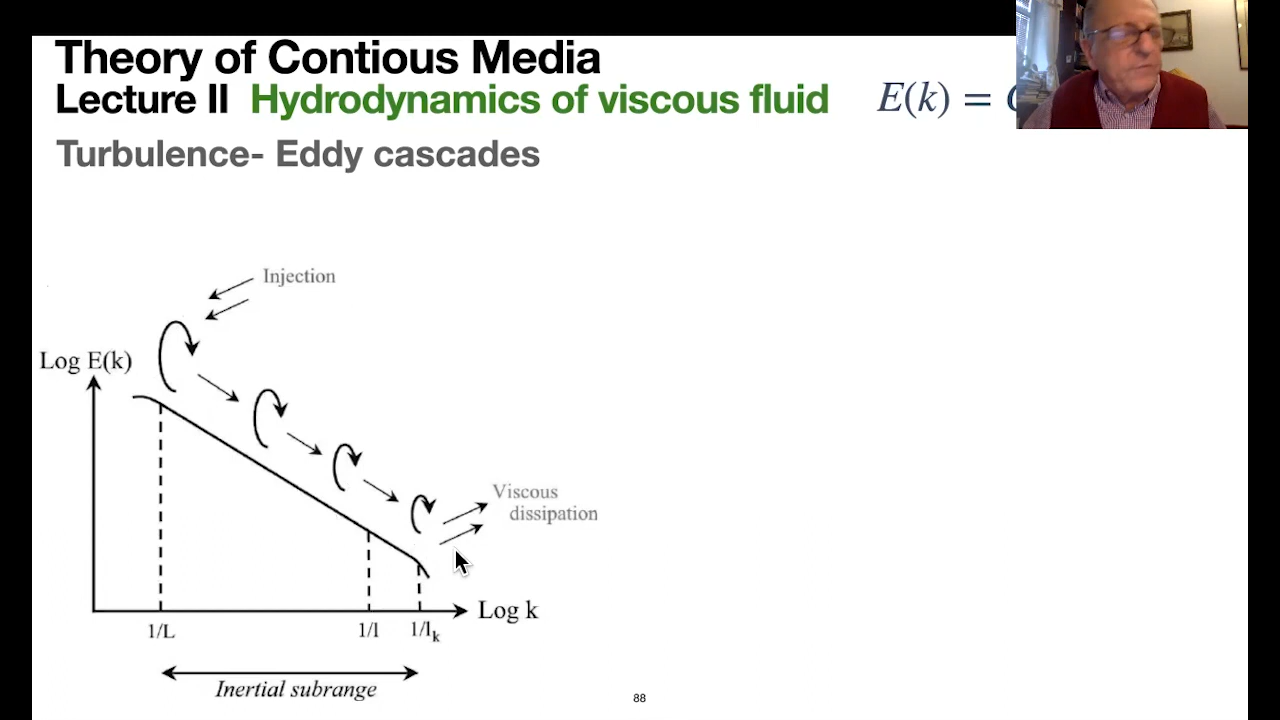 Theory of Contious Media
Lecture II Hydrodynamics of viscous fluid
E(k) =
Turbulence- Eddy cascades
Injection
Log E(k)
Viscous
dissipation
Log k
1/L
1/l
1/lk
Inertial subrange
88